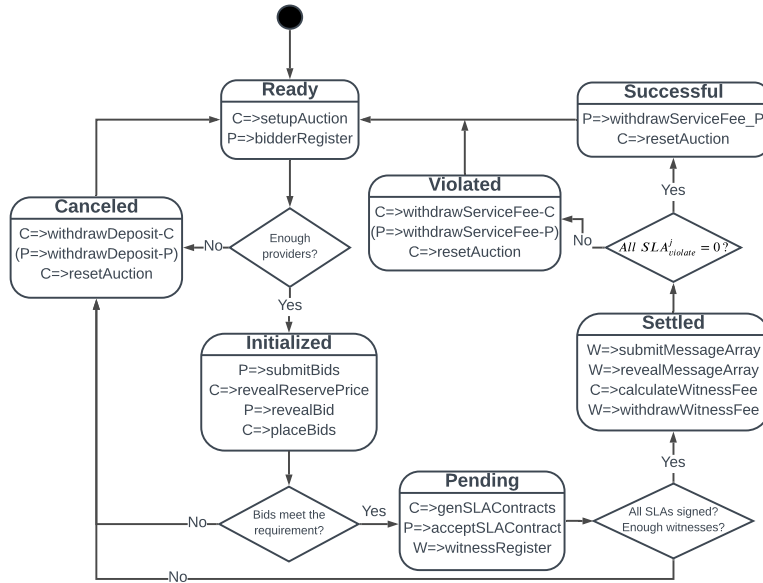 Ready
C=>setupAuction
P=>bidderRegister
Successful
P=>withdrawServiceFee_P
C=>resetAuction
Violated
C=>withdrawServiceFee-C
(P=>withdrawServiceFee-P)
C=>resetAuction
Canceled
C=>withdrawDeposit-C
(P=>withdrawDeposit-P)
C=>resetAuction
No
Enough
providers?
Yes
No
All SLA^j_violate = 0 ?
Yes
Initialized
P=>submitBids
C=>revealReservePrice
P=>revealBid
C=>placeBids
Settled
W=>submitMessageArray
W=>revealMessageArray
C=>calculateWitnessFee
W=>withdrawWitnessFee
Yes
Pending
C=>genSLAContracts
P=>acceptSLAContract
W=>witnessRegister
No
Bids meet the
requirement?
Yes
All SLAs signed?
Enough witnesses?
No